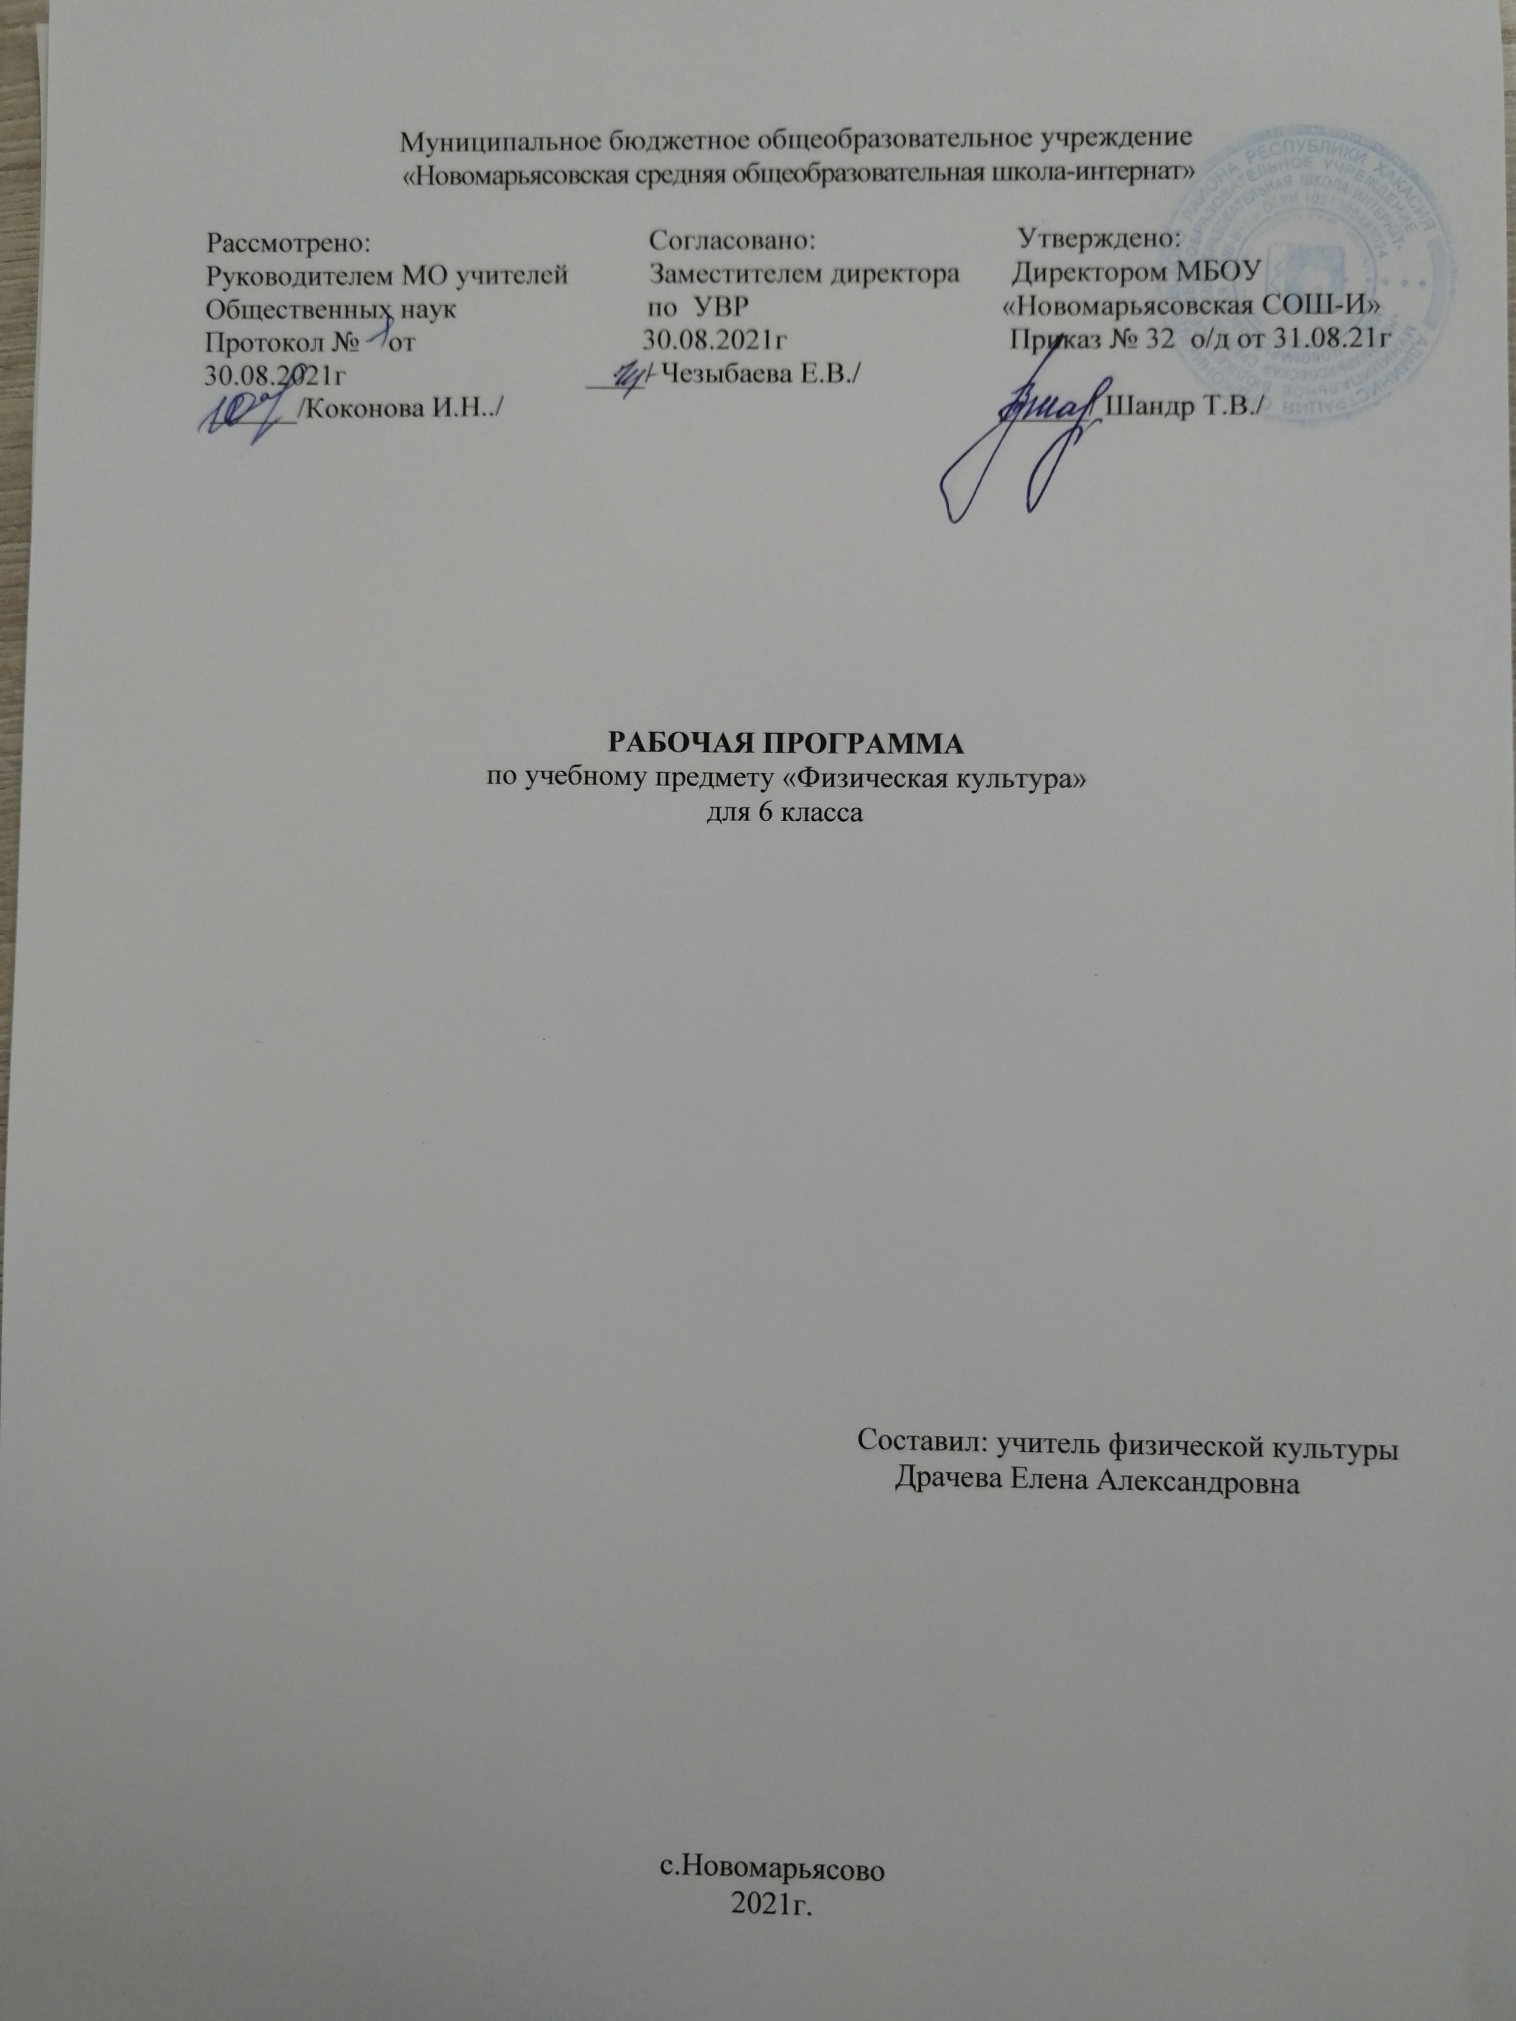 Муниципальное бюджетное общеобразовательное учреждение
«Новомарьясовская средняя общеобразовательная школа-интернат»
Рассмотрено:
Руководителем МО учителей
Общественных наук
Протокол № 1 от
30.08.2021г
/Коконова И.Н../
Согласовано:
Заместителем директора
по УВР
30.08.2021г
/Чезыбаева Е.В./
Утверждено:
Директором МБОУ
«Новомарьясовская СОШ-И»
Приказ № 32 о/д от 31.08.21г
Шандр Т.В./
РАЙОНА РЕСПУБЛИКИ ХАКАСИЯ
РАБОЧАЯ ПРОГРАММА
по учебному предмету «Физическая культура»
для 6 класса
Составил: учитель физической культуры
Драчева Елена Александровна
с.Новомарьясово
2021г.